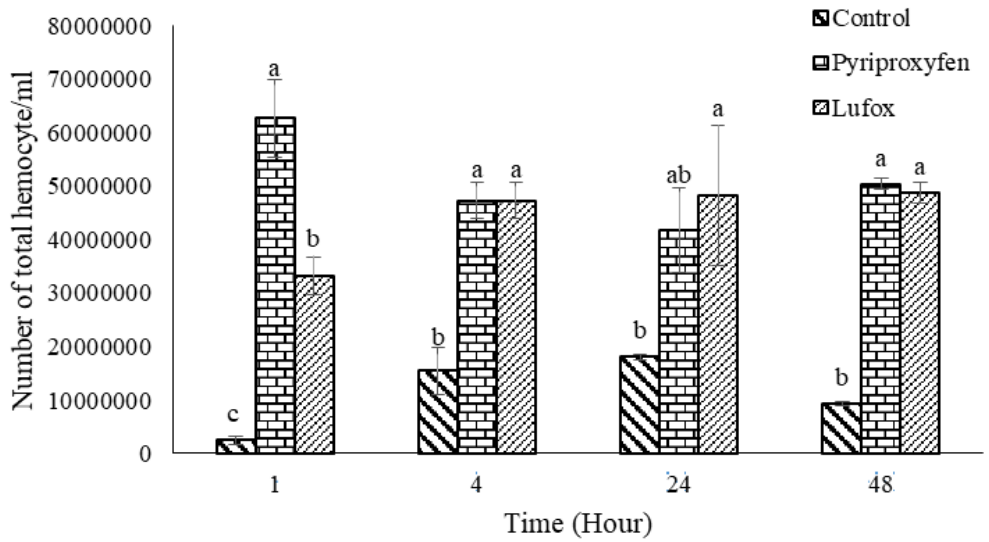 Number of total hemocyte/ml
80000000
70000000
60000000
50000000
40000000
30000000
20000000
10000000
0
Control
Pyriproxyfen
Lufox
c
a
b
b
a
a
b
ab
a
b
a
a
1
4
24
48
Time (Hour)